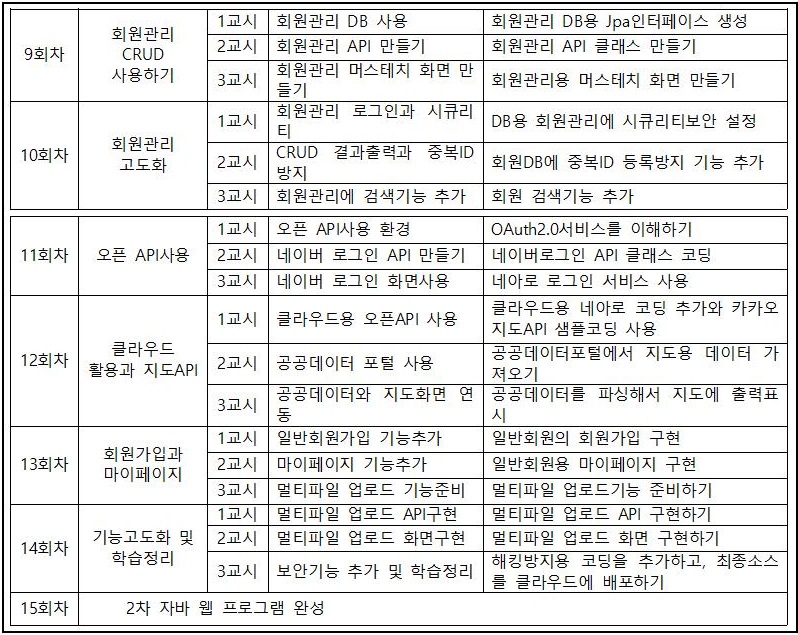 9회차
회원관리
CRUD
사용하기
1교시 회원관리 DB 사용 회원관리 DB용 Jpa인터페이스 생성
2교시 회원관리 API 만들기 회원관리 API 클래스 만들기
3교시 회원관리 머스테치 화면 만
들기
회원관리용 머스테치 화면 만들기
10회차
회원관리
고도화
1교시 회원관리 로그인과 시큐리
티
DB용 회원관리에 시큐리티보안 설정
2교시 CRUD 결과출력과 중복ID
방지
회원DB에 중복ID 등록방지 기능 추가
3교시 회원관리에 검색기능 추가 회원 검색기능 추가
11회차
오픈 API사용
1교시 오픈 API사용 환경 OAuth2.0서비스를 이해하기
2교시 네이버 로그인 API 만들기 네이버로그인 API 클래스 코딩
3교시 네이버 로그인 화면사용 네아로 로그인 서비스 사용
12회차
클라우드
활용과 지도API
1교시 클라우드용 오픈API 사용
클라우드용 네아로 코딩 추가와 카카오
지도API 샘플코딩 사용
2교시 공공데이터 포털 사용
공공데이터포털에서 지도용 데이터 가
져오기
3교시 공공데이터와 지도화면 연
동
공공데이터를 파싱해서 지도에 출력표
시
13회차
회원가입과
마이페이지
1교시 일반회원가입 기능추가 일반회원의 회원가입 구현
2교시 마이페이지 기능추가 일반회원용 마이페이지 구현
3교시 멀티파일 업로드 기능준비 멀티파일 업로드기능 준비하기
14회차
기능고도화 및
학습정리
1교시 멀티파일 업로드 API구현 멀티파일 업로드 API 구현하기
2교시 멀티파일 업로드 화면구현 멀티파일 업로드 화면 구현하기
3교시 보안기능 추가 및 학습정리
해킹방지용 코딩을 추가하고, 최종소스
를 클라우드에 배포하기
15회차 2차 자바 웹 프로그램 완성